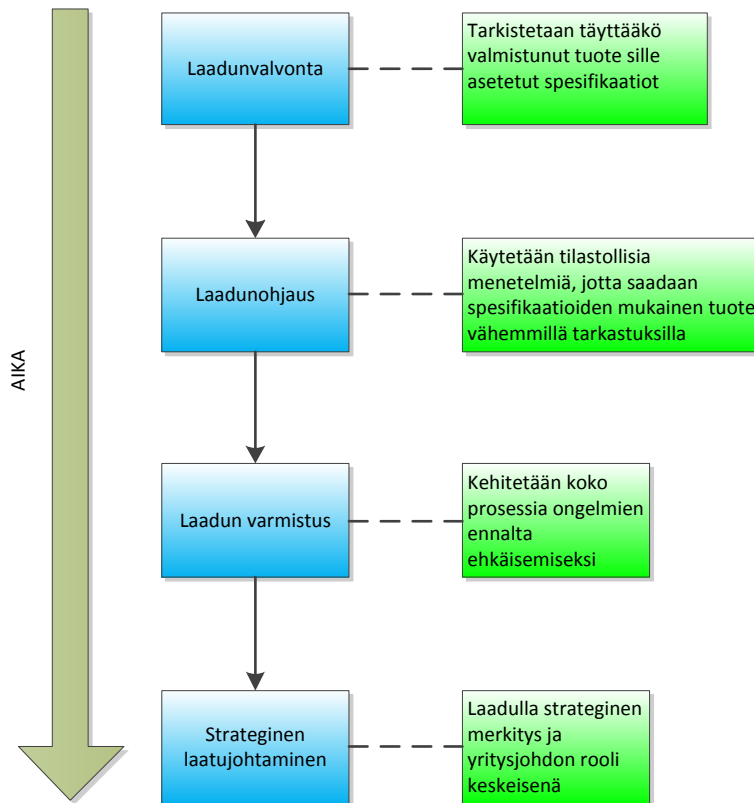 Laadunvalvonta
Tarkistetaan täyttääkö
valmistunut tuote sille
asetetut spesifikaatiot
Laadunohjaus
Käytetään tilastollisia
menetelmiä, jotta saadaan
spesifikaatioiden mukainen tuote
vähemmillä tarkastuksilla
AIKA
Laadun varmistus
Kehitetään koko
prosessia ongelmien
ennalta
ehkäisemiseksi
Strateginen
laatujohtaminen
Laadulla strateginen
merkitys ja
yritysjohdon rooli
keskeisenä